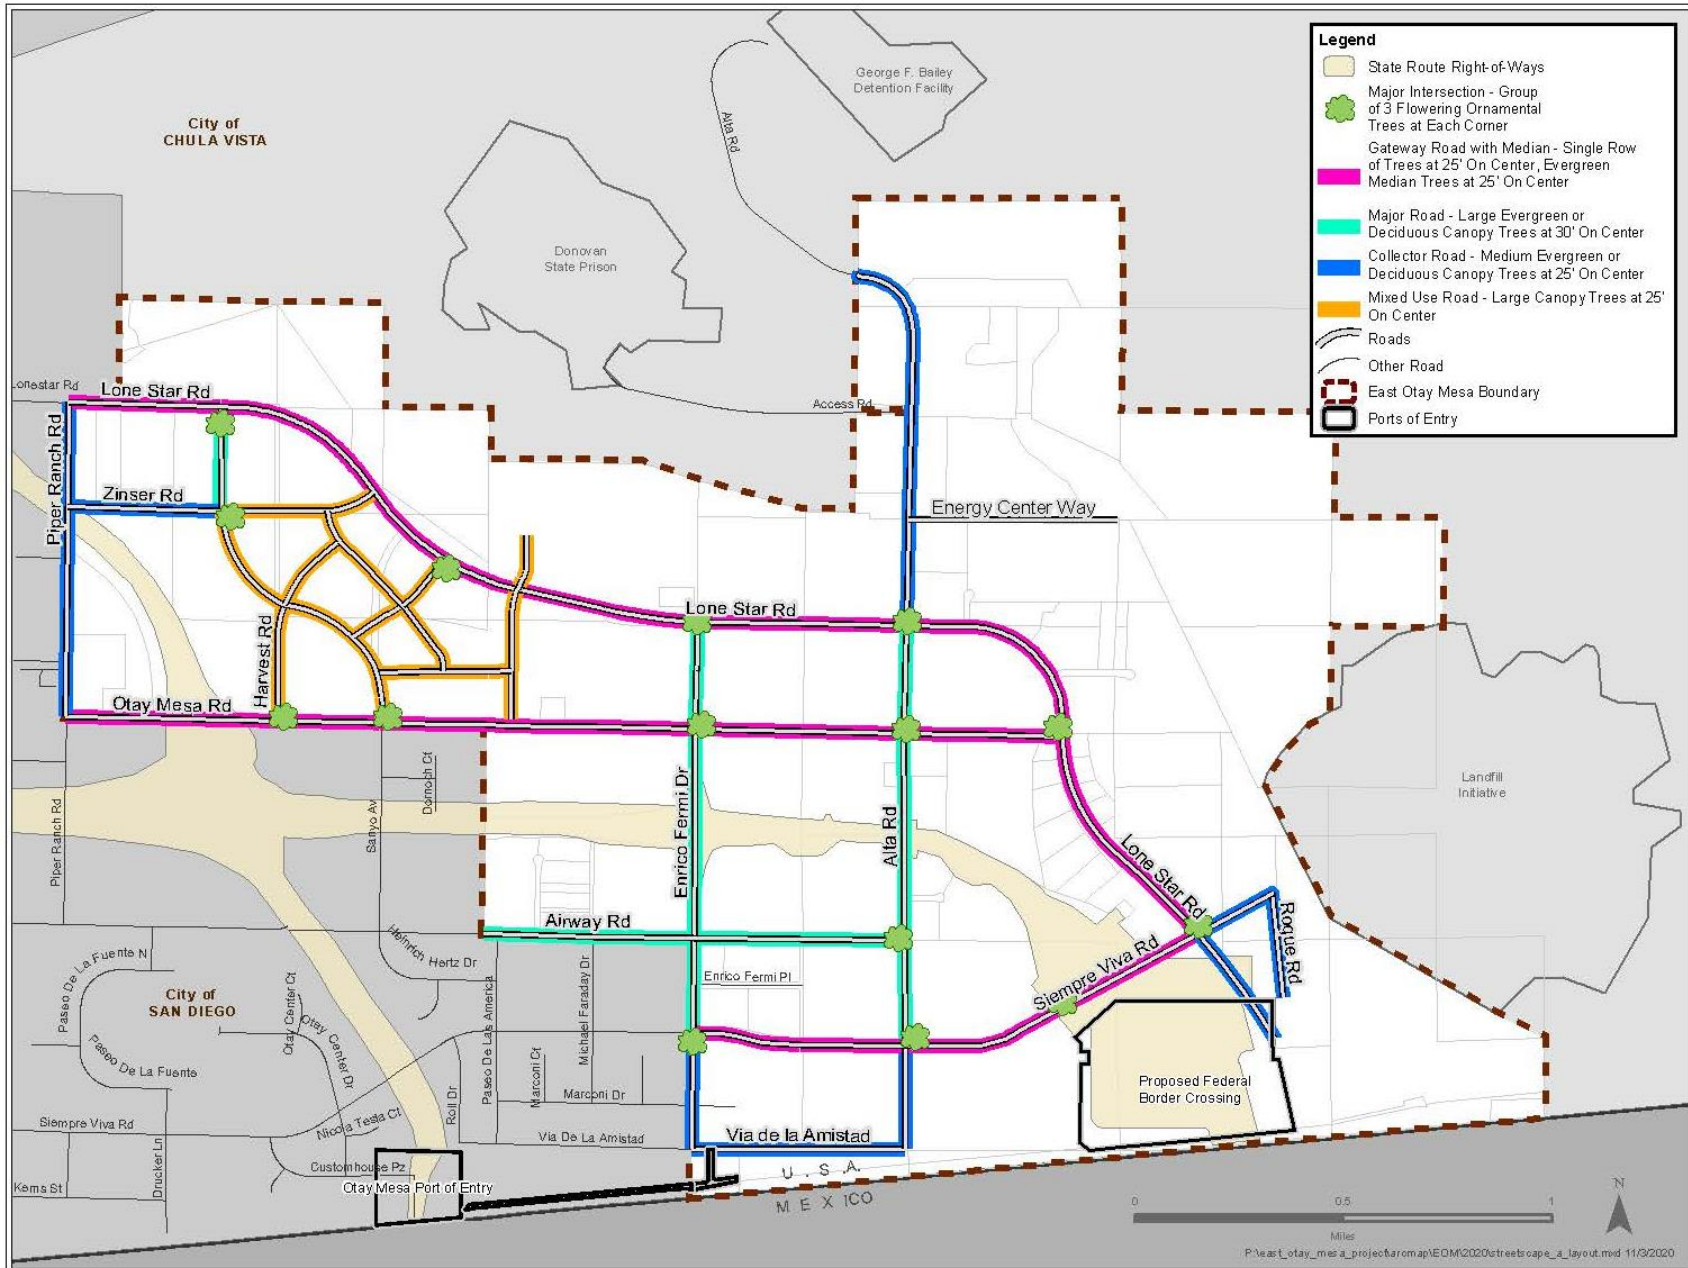 Legend
State Route Right-of-Ways
Major Intersection - Group
of 3 Flowering Ornamental
Trees at Each Corner
Gateway Road with Median - Single Row
of Trees at 25' On Center, Evergreen
Median Trees at 25' On Center
Major Road - Large Evergreen or
Deciduous Canopy Trees at 30' On Center
Collector Road - Medium Evergreen or
Deciduous Canopy Trees at 25' On Center
Mixed Use Road - Large Canopy Trees at 25'
On Center
Roads
Other Road
East Otay Mesa Boundary
Ports of Entry
George F. Bailey
Detention Facility
City of
CHULA VISTA
Alta Rd
Donovan
State Prison
Access Rd
Lonestar Rd
Lone Star Rd
Piper Ranch Rd
Zinser Rd
Energy Center Way
Lone Star Rd
Harvest Rd
Otay Mesa Rd
Landfill
Initiative
Dornoch Ct
Sanyo Av
Piper Ranch Rd
Enrico Fermi Dr
Alta Rd
Lone Star Rd
Airway Rd
Heinrich
Hertz Dr
Roque Rd
Siempre Viva Rd
Enrico Fermi Pl
Paseo De La Fuente N
City of
SAN DIEGO
Otay Center Ct
Otay Center Dr
Paseo De Las America
Michael Faraday Dr
Paseo De La Fuente
Marconi Ct
Marconi Dr
Roll Dr
Nicola Tesla Ct
Siempre Viva Rd
Drucker Ln
Via De La Amistad
Via de la Amistad
Proposed Federal
Border Crossing
Customhouse Pz
Kerns St
Otay Mesa Port of Entry
U.S.A.
MEXICO
0
0.5
1
Miles
N
P:\east_otay_mesa_project\arcmap\EOM\2020\streetscape_a_layout.mxd 11/3/2020